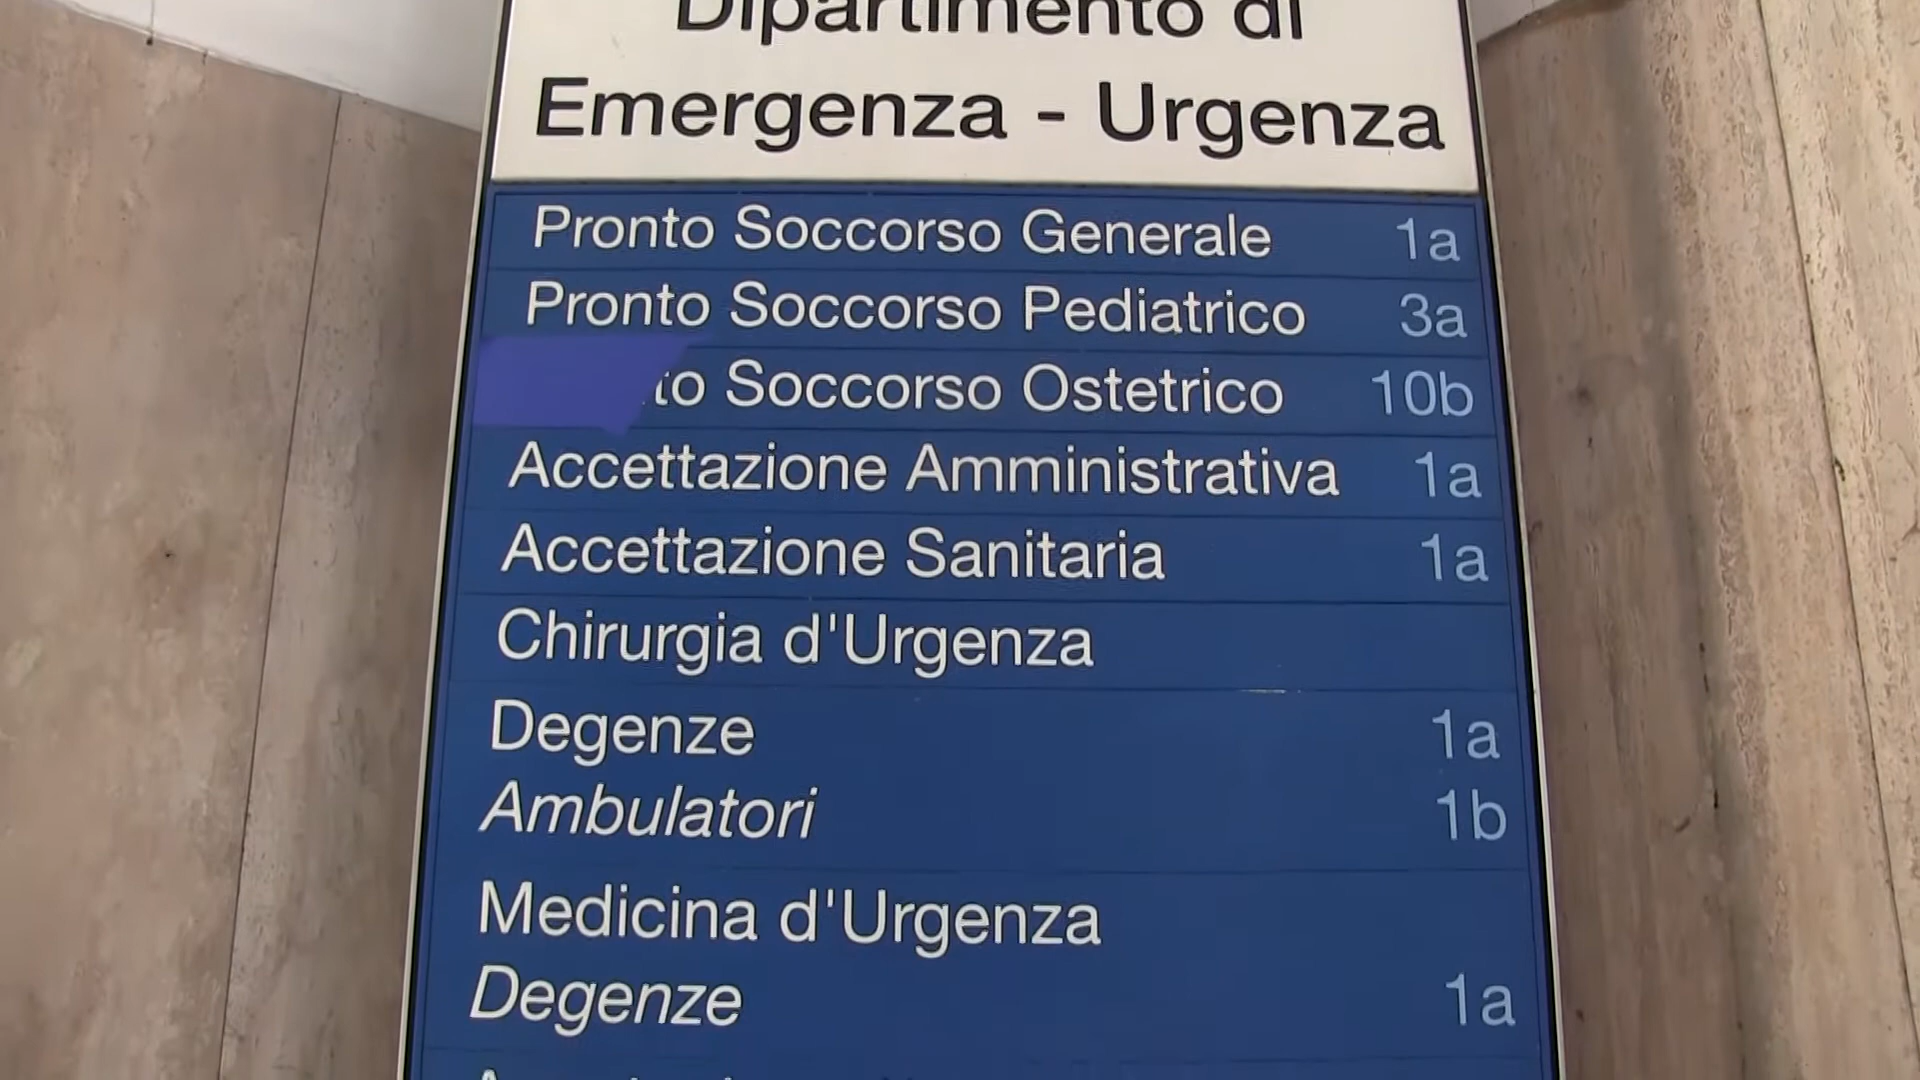 Dipartimento di
Emergenza - Urgenza
Pronto Soccorso Generale 1a
Pronto Soccorso Pediatrico 3a
to Soccorso Ostetrico 10b
Accettazione Amministrativa 1a
Accettazione Sanitaria 1a
Chirurgia d'Urgenza
Degenze 1a
Ambulatori 1b
Medicina d'Urgenza
Degenze 1a